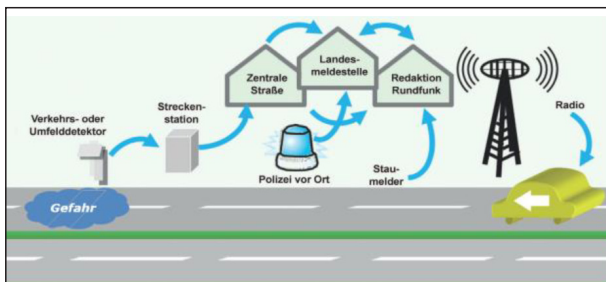 Landes-
meldestelle
Zentrale
Straße
Redaktion
Rundfunk
Strecken-
station
Verkehrs- oder
Umfelddetektor
Radio
Polizei vor Ort
Stau-
melder
Gefahr